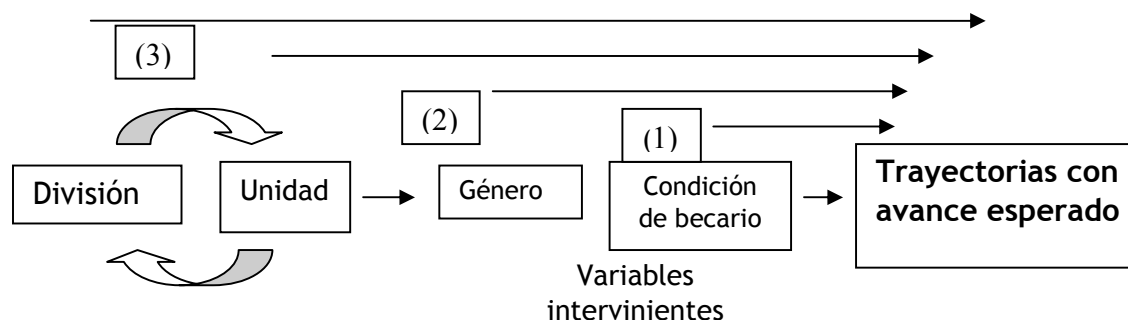 (3)
(2)
(1)
División
Unidad
Género
Condición
de becario
Trayectorias con
avance esperado
Variables
intervinientes